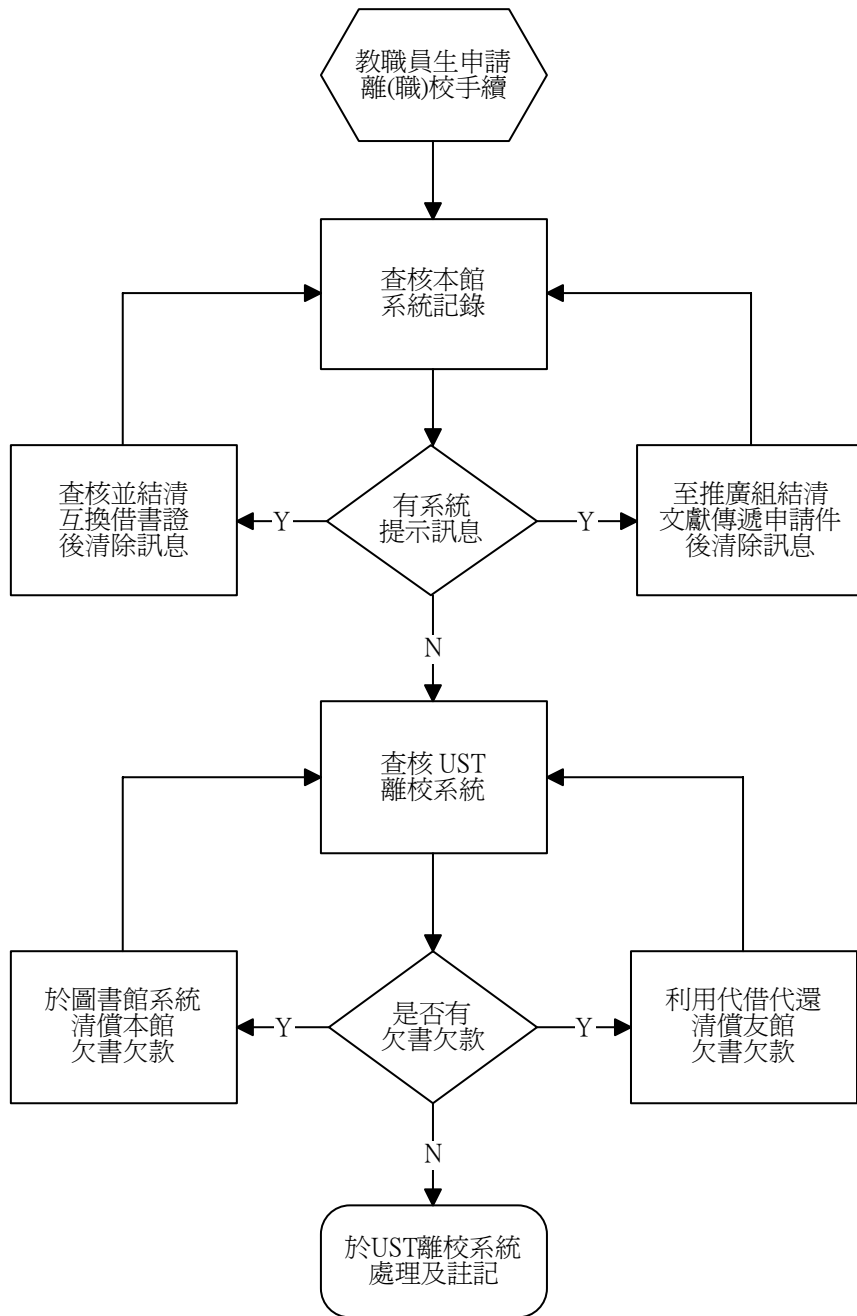 教職員生申請
離(職)校手續
查核本館
系統記錄
查核並結清
互換借書證
後清除訊息
Y
有系統
提示訊息
Y
至推廣組結清
文獻傳遞申請件
後清除訊息
N
查核 UST
離校系統
於圖書館系統
清償本館
欠書欠款
Y
是否有
欠書欠款
Y
利用代借代還
清償友館
欠書欠款
N
於UST離校系統
處理及註記